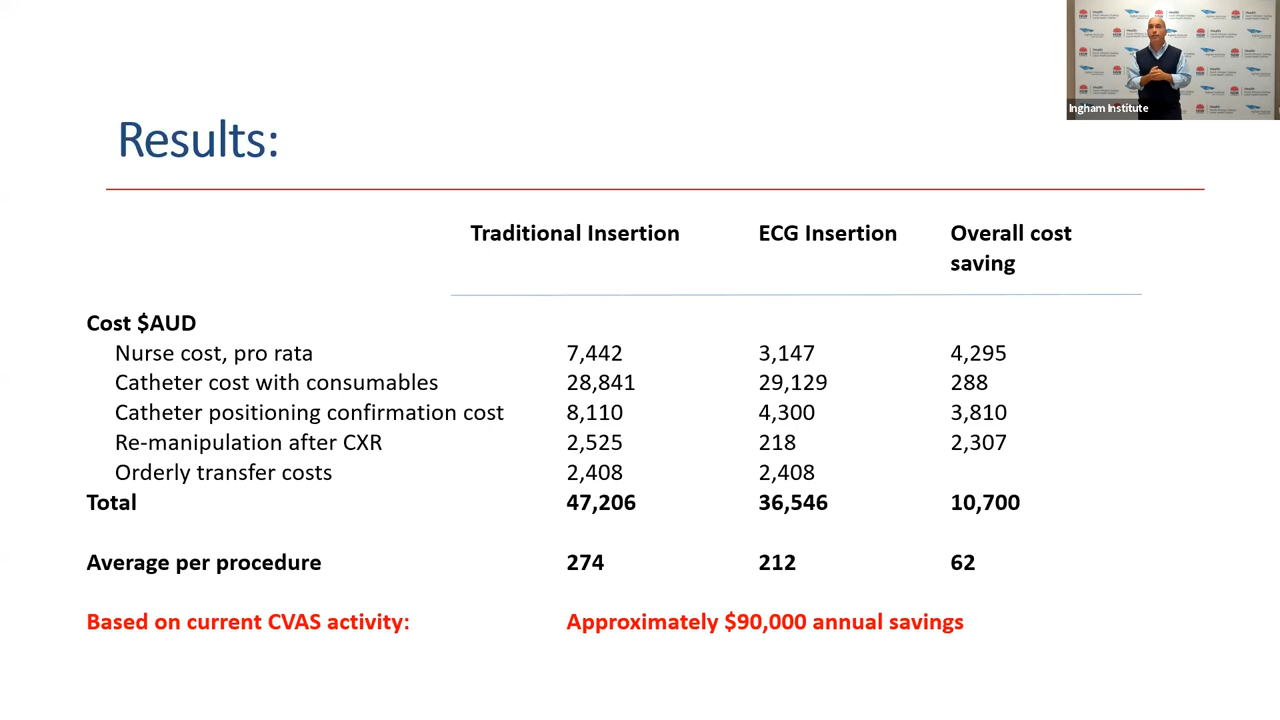 Ingham Institute
Results:
Traditional Insertion ECG Insertion Overall cost
saving
Cost $AUD
Nurse cost, pro rata 7,442 3,147 4,295
Catheter cost with consumables 28,841 29,129 288
Catheter positioning confirmation cost 8,110 4,300 3,810
Re-manipulation after CXR 2,525 218 2,307
Orderly transfer costs 2,408 2,408
Total 47,206 36,546 10,700
Average per procedure 274 212 62
Based on current CVAS activity: Approximately $90,000 annual savings